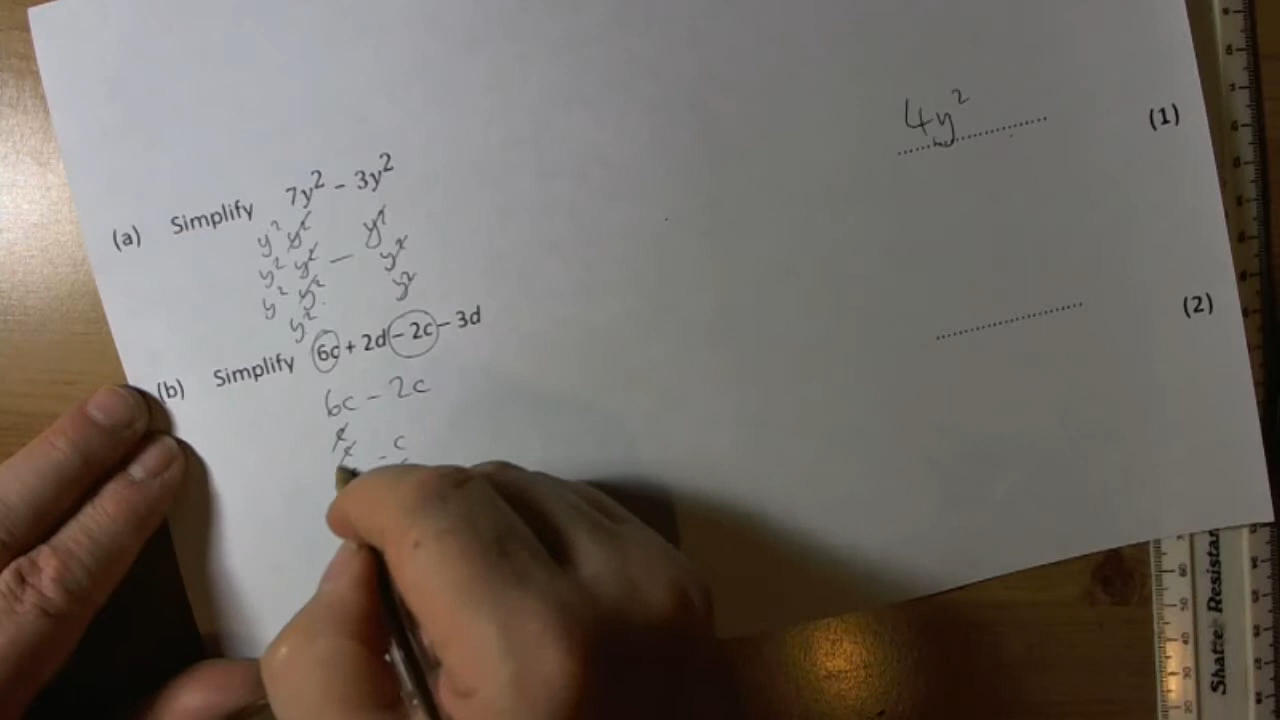 4y² (1)
(a) Simplify 7y² – 3y²
y² y² y²
y² y² – y²
y² y² y²
y²
(2)
(b) Simplify 6c + 2d – 2c – 3d
6c – 2c
c
c – c
Resistant